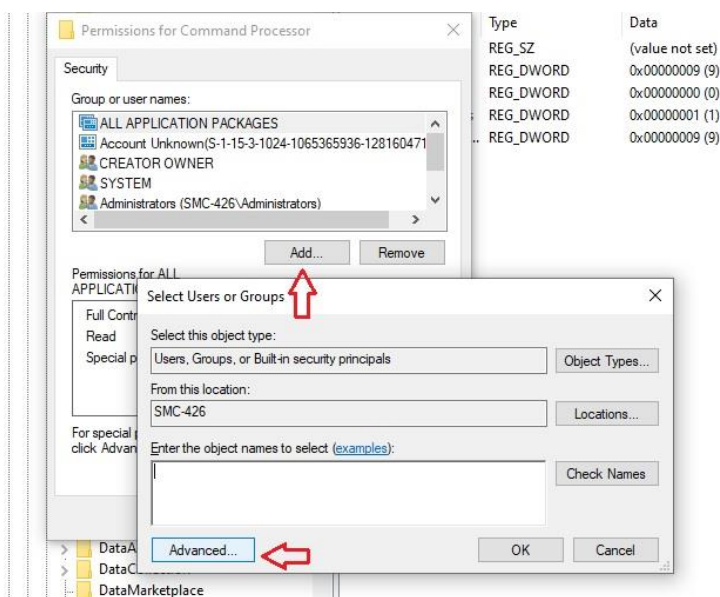 Permissions for Command Processor
Type Data
REG_SZ (value not set)
Security
REG_DWORD 0x00000009 (9)
Group or user names:
REG_DWORD 0x00000000 (0)
ALL APPLICATION PACKAGES
REG_DWORD 0x00000001 (1)
Account Unknown(S-1-15-3-1024-1065365936-128160471
.. REG_DWORD 0x00000009 (9)
CREATOR OWNER
SYSTEM
Administrators (SMC-426\Administrators)
Add... Remove
Permissions for ALL
Select Users or Groups
Full Contr
Select this object type:
Read
Users, Groups, or Built-in security principals Object Types...
Special p
From this location:
SMC-426 Locations...
For special
click Advan
Enter the object names to select (examples):
Check Names
Advanced... OK Cancel
DataA
DataC
DataMarketplace